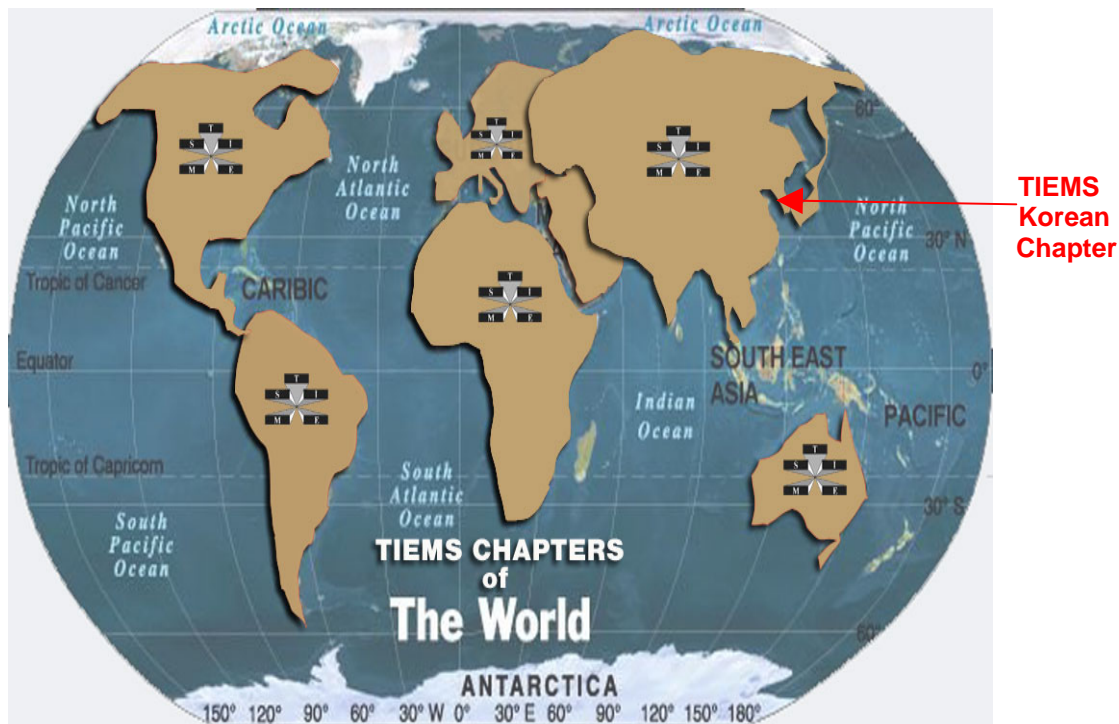 Arctic Ocean
Arctic Ocean
60°
T
S I
M E
T
S I
M E
T
S I
M E
North
Atlantic
Ocean
TIEMS
Korean
Chapter
North
Pacific
Ocean
North
Pacific
Ocean
30° N
Tropic of Cancer
CARIBIC
T
S I
M E
Equator
SOUTH EAST
ASIA
0°
T
S I
M E
Indian
Ocean
PACIFIC
Tropic of Capricorn
T
S I
M E
South
Atlantic
Ocean
30° S
South
Pacific
Ocean
TIEMS CHAPTERS
of
The World
60°
ANTARCTICA
150° 120° 90° 60° 30° W 0° 30° E 60° 90° 120° 150° 180°